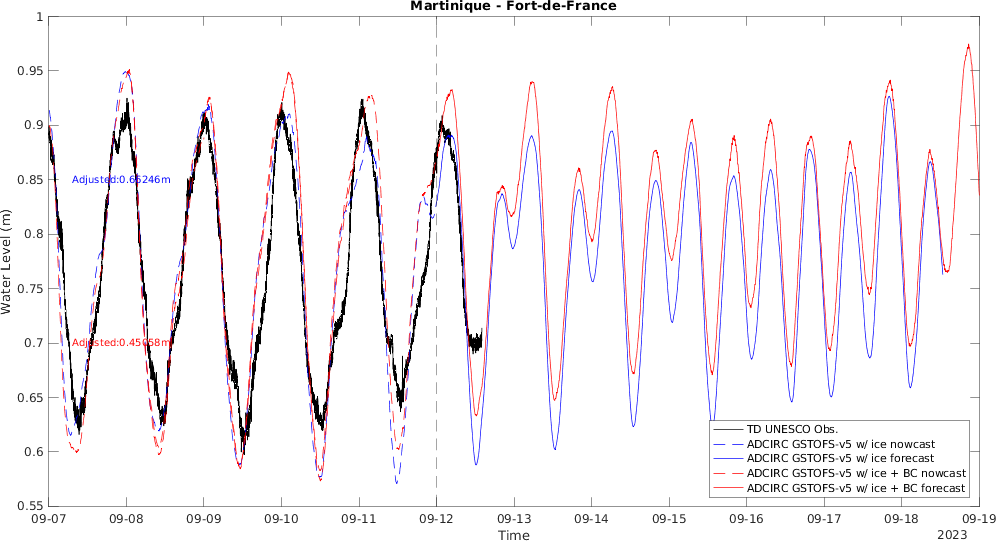 Martinique - Fort-de-France
1
0.95
0.9
0.85
0.8
0.75
0.7
0.65
0.6
0.55
Water Level (m)
Adjusted:0.66246m
Adjusted:0.45658m
TD UNESCO Obs.
ADCIRC GSTOFS-v5 w/ ice nowcast
ADCIRC GSTOFS-v5 w/ ice forecast
ADCIRC GSTOFS-v5 w/ ice + BC nowcast
ADCIRC GSTOFS-v5 w/ ice + BC forecast
09-07 09-08 09-09 09-10 09-11 09-12 09-13 09-14 09-15 09-16 09-17 09-18 09-19
Time
2023